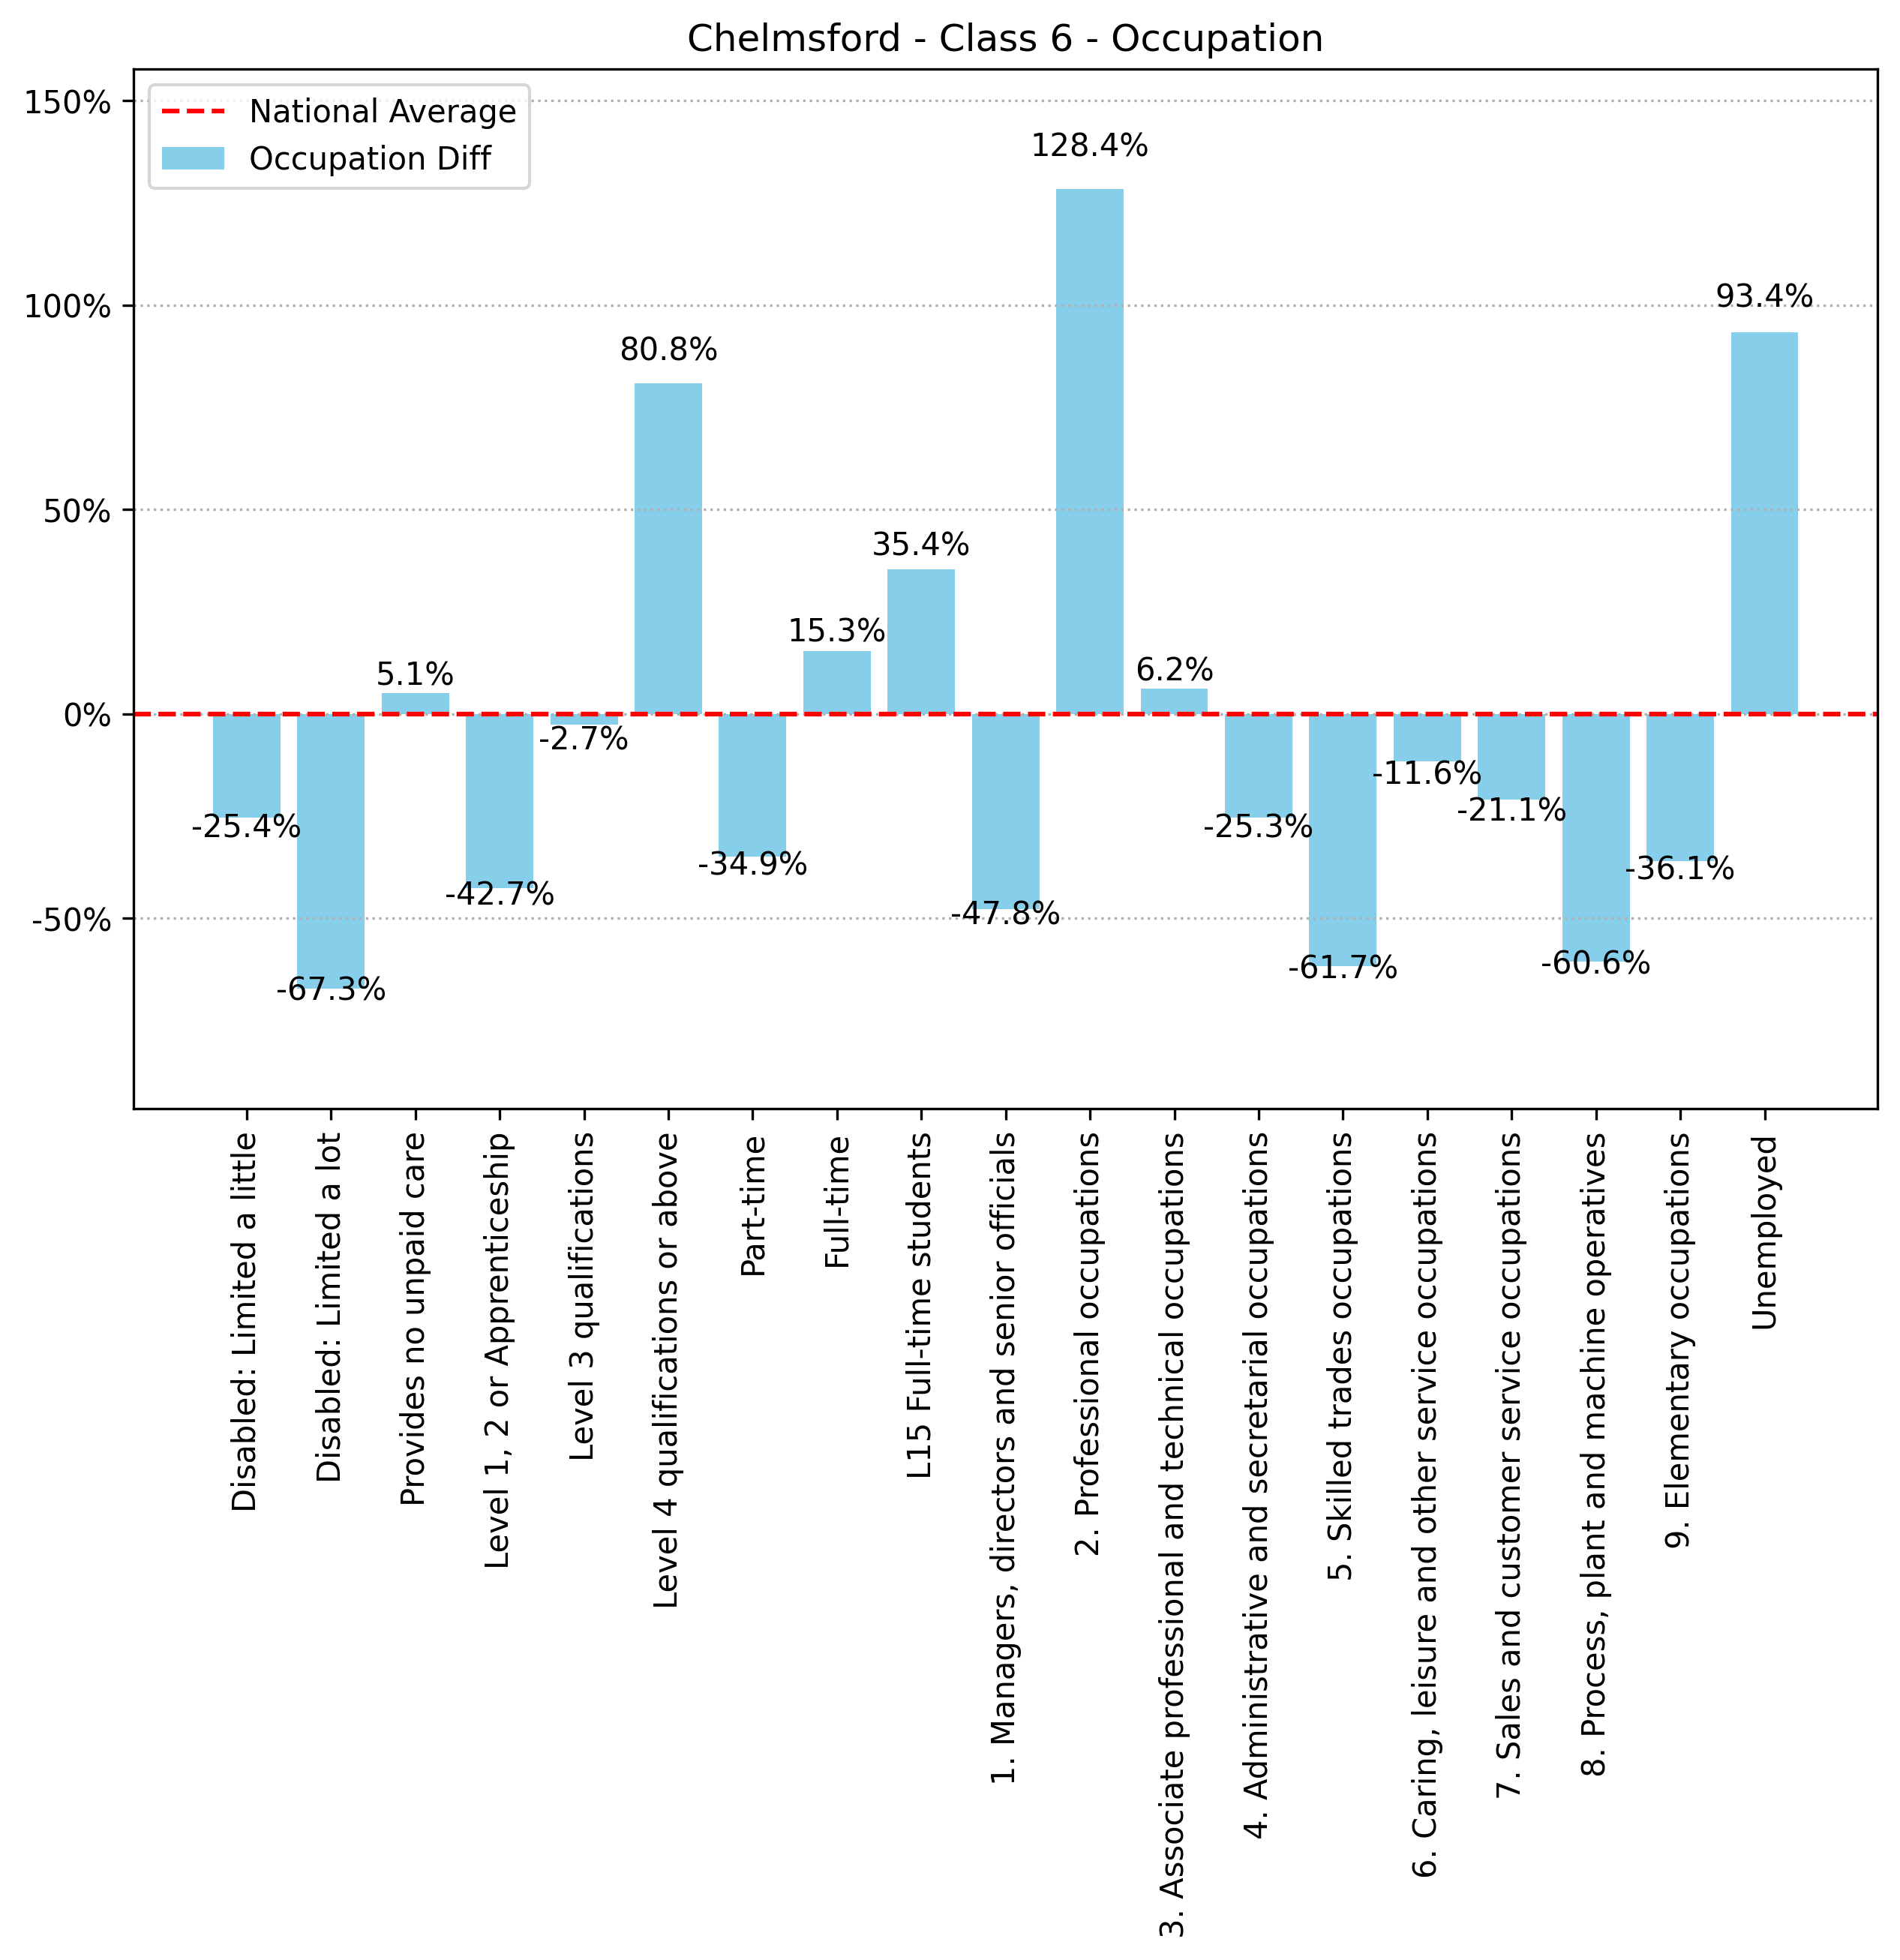 Chelmsford - Class 6 - Occupation
National Average
Occupation Diff
150%
100%
50%
0%
-50%
-25.4%
-67.3%
5.1%
-42.7%
-2.7%
80.8%
-34.9%
15.3%
35.4%
-47.8%
128.4%
6.2%
-25.3%
-61.7%
-11.6%
-21.1%
-60.6%
-36.1%
93.4%
Disabled: Limited a little
Disabled: Limited a lot
Provides no unpaid care
Level 1, 2 or Apprenticeship
Level 3 qualifications
Level 4 qualifications or above
Part-time
Full-time
L15 Full-time students
1. Managers, directors and senior officials
2. Professional occupations
3. Associate professional and technical occupations
4. Administrative and secretarial occupations
5. Skilled trades occupations
6. Caring, leisure and other service occupations
7. Sales and customer service occupations
8. Process, plant and machine operatives
9. Elementary occupations
Unemployed